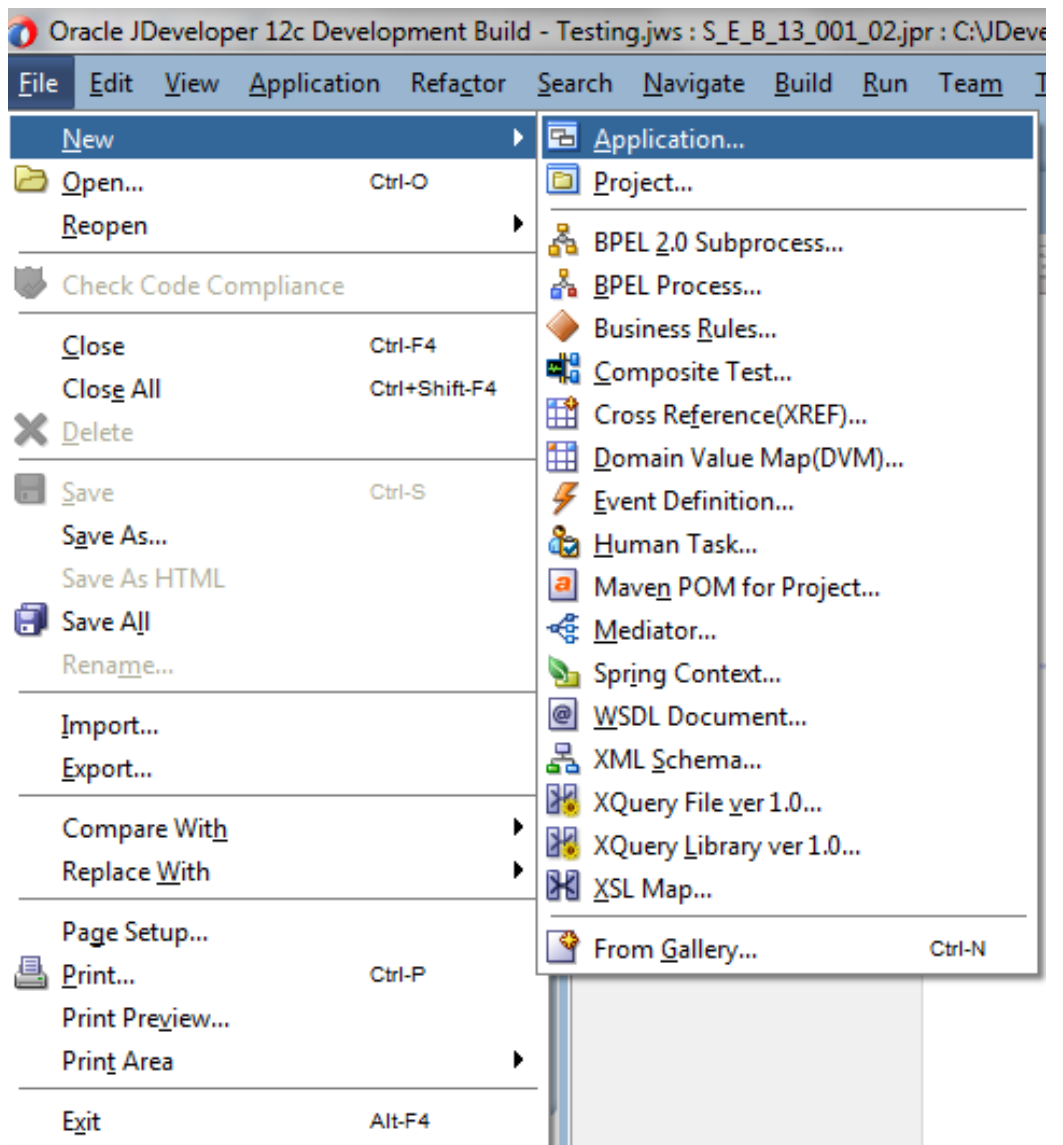 Oracle JDeveloper 12c Development Build - Testing.jws : S_E_B_13_001_02.jpr : C:\JDeve
File Edit View Application Refactor Search Navigate Build Run Team T
New
Open... Ctrl-O
Reopen
Check Code Compliance
Close Ctrl-F4
Close All Ctrl+Shift-F4
Delete
Save Ctrl-S
Save As...
Save As HTML
Save All
Rename...
Import...
Export...
Compare With
Replace With
Page Setup...
Print... Ctrl-P
Print Preview...
Print Area
Exit Alt-F4
Application...
Project...
BPEL 2.0 Subprocess...
BPEL Process...
Business Rules...
Composite Test...
Cross Reference(XREF)...
Domain Value Map(DVM)...
Event Definition...
Human Task...
Maven POM for Project...
Mediator...
Spring Context...
WSDL Document...
XML Schema...
XQuery File ver 1.0...
XQuery Library ver 1.0...
XSL Map...
From Gallery... Ctrl-N